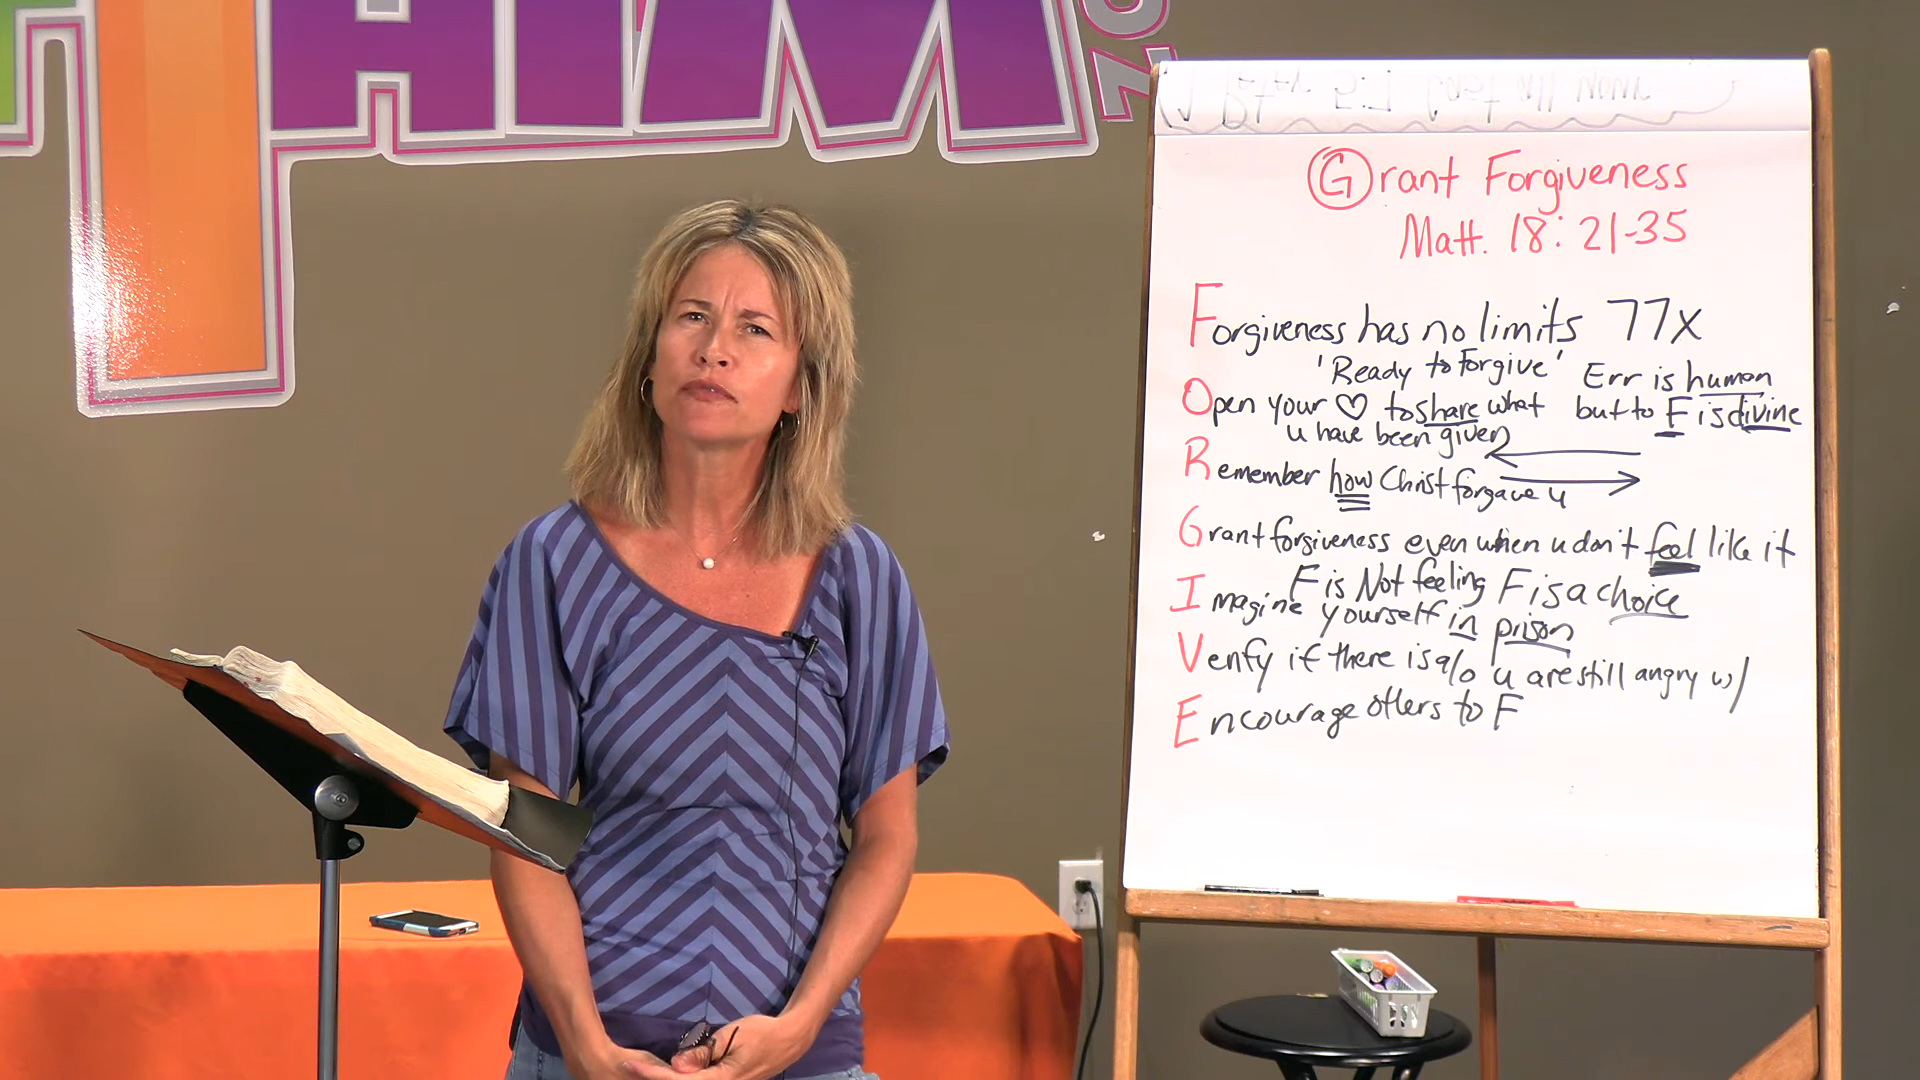 THIM
ON
Grant Forgiveness
Matt. 18: 21-35
Forgiveness has no limits 77x
'Ready to Forgive'
Err is human
Open your ♡ to share what
but to F is divine
u have been given
Remember how Christ forgave u
Grant forgiveness even when u don't feel like it
F is Not feeling F is a choice
Imagine yourself in prison
Verify if there is a/o u are still angry w/
Encourage others to F